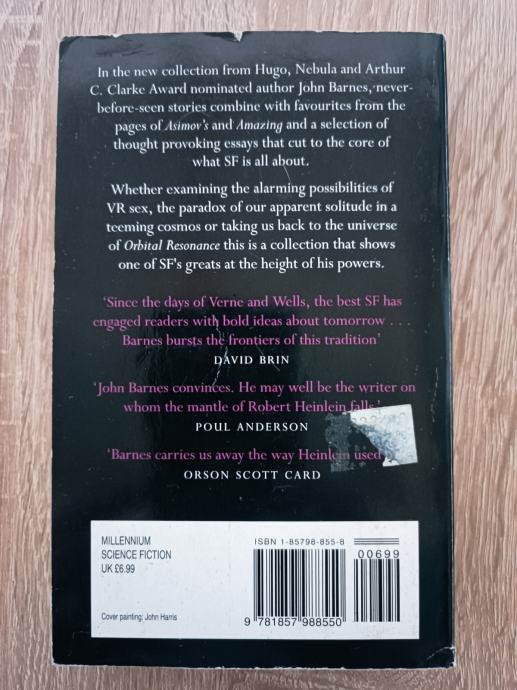 In the new collection from Hugo, Nebula and Arthur
C. Clarke Award nominated author John Barnes, never-
before-seen stories combine with favourites from the
pages of Asimov's and Amazing and a selection of
thought provoking essays that cut to the core of
what SF is all about.
Whether examining the alarming possibilities of
VR sex, the paradox of our apparent solitude in a
teeming cosmos or taking us back to the universe
of Orbital Resonance this is a collection that shows
one of SF's greats at the height of his powers.
'Since the days of Verne and Wells, the best SF has
engaged readers with bold ideas about tomorrow . . .
Barnes bursts the frontiers of this tradition'
DAVID BRIN
'John Barnes convinces. He may well be the writer on
whom the mantle of Robert Heinlein falls.'
POUL ANDERSON
'Barnes carries us away the way Heinlein used
ORSON SCOTT CARD
MILLENNIUM
SCIENCE FICTION
UK £6.99
Cover painting: John Harris
ISBN 1-85798-855-8
00699
9 781857 988550